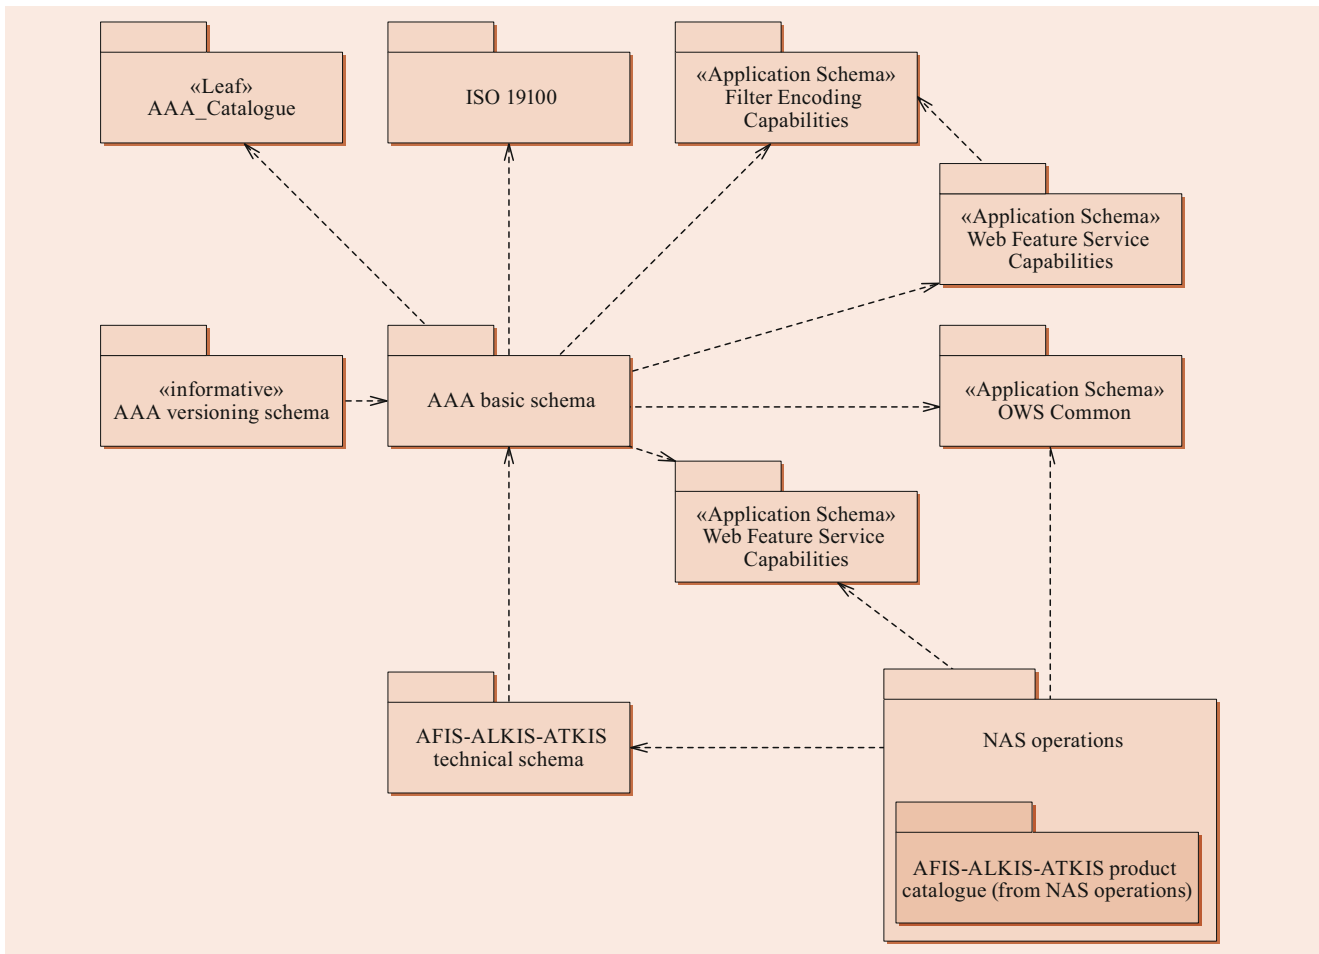 «Leaf»
AAA_Catalogue
ISO 19100
«Application Schema»
Filter Encoding
Capabilities
«Application Schema»
Web Feature Service
Capabilities
«informative»
AAA versioning schema
AAA basic schema
«Application Schema»
OWS Common
«Application Schema»
Web Feature Service
Capabilities
AFIS-ALKIS-ATKIS
technical schema
NAS operations
AFIS-ALKIS-ATKIS product
catalogue (from NAS operations)